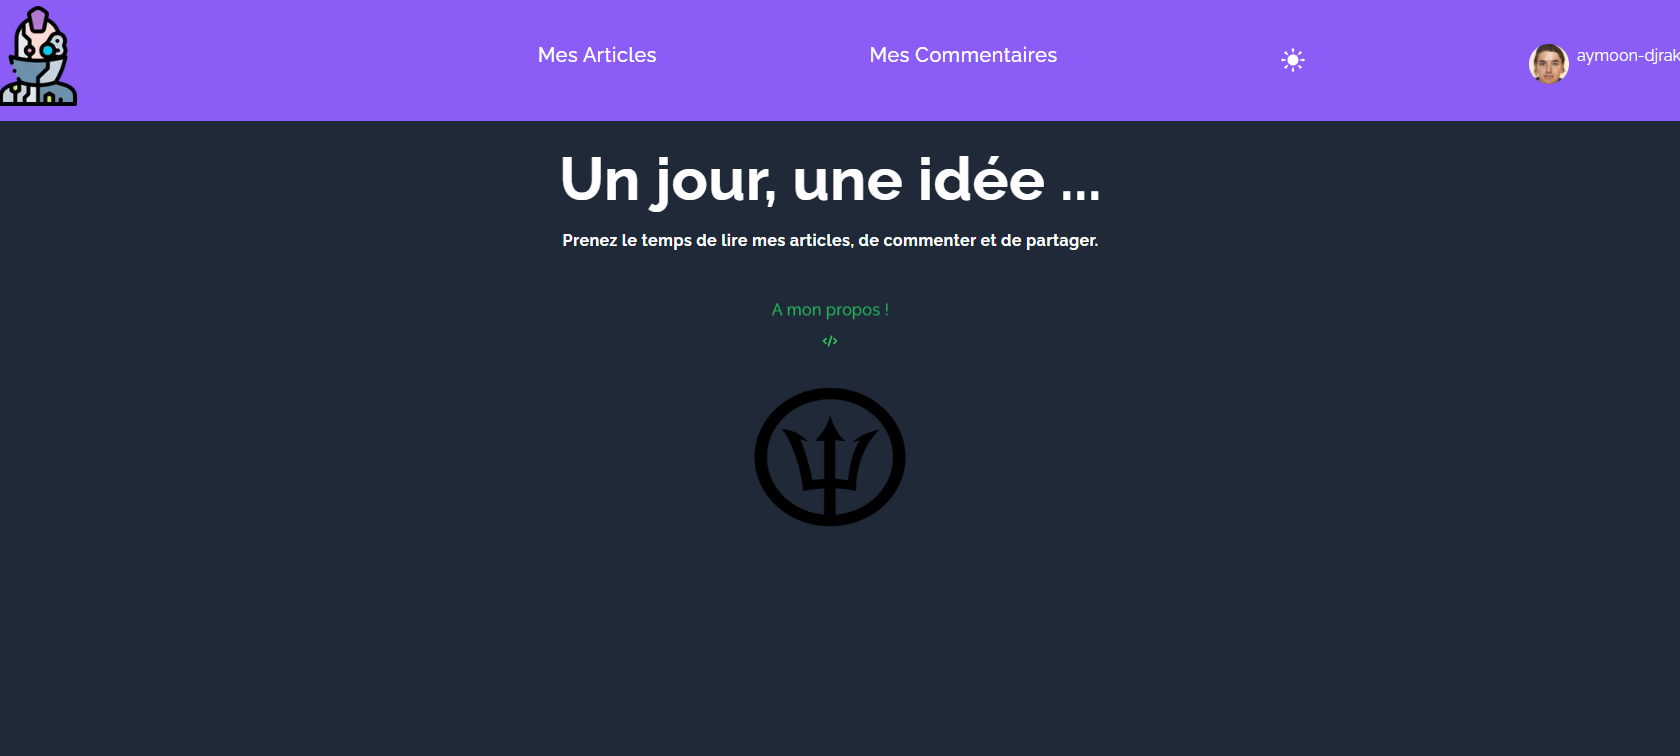 Mes Articles
Mes Commentaires
aymoon-djrak
Un jour, une idée ...
Prenez le temps de lire mes articles, de commenter et de partager.
A mon propos !
</>